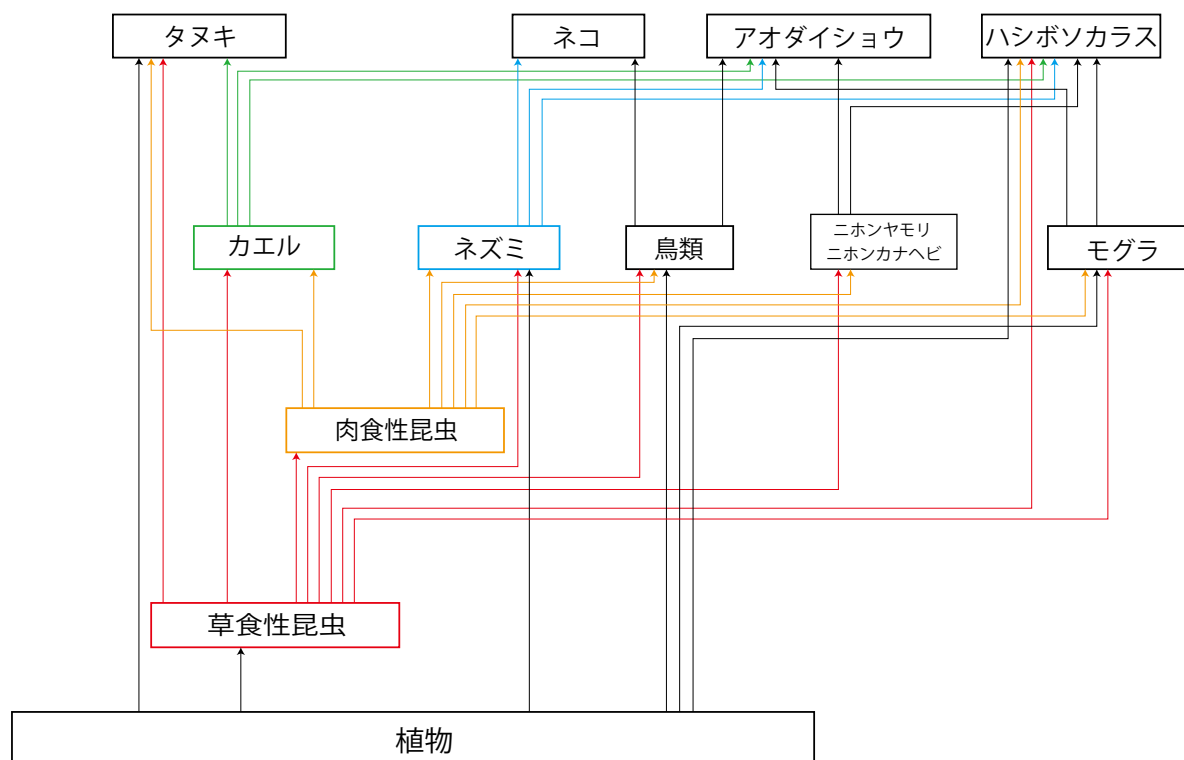 タヌキ
ネコ
アオダイショウ
ハシボソカラス
カエル
ネズミ
鳥類
ニホンヤモリ
ニホンカナヘビ
モグラ
肉食性昆虫
草食性昆虫
植物